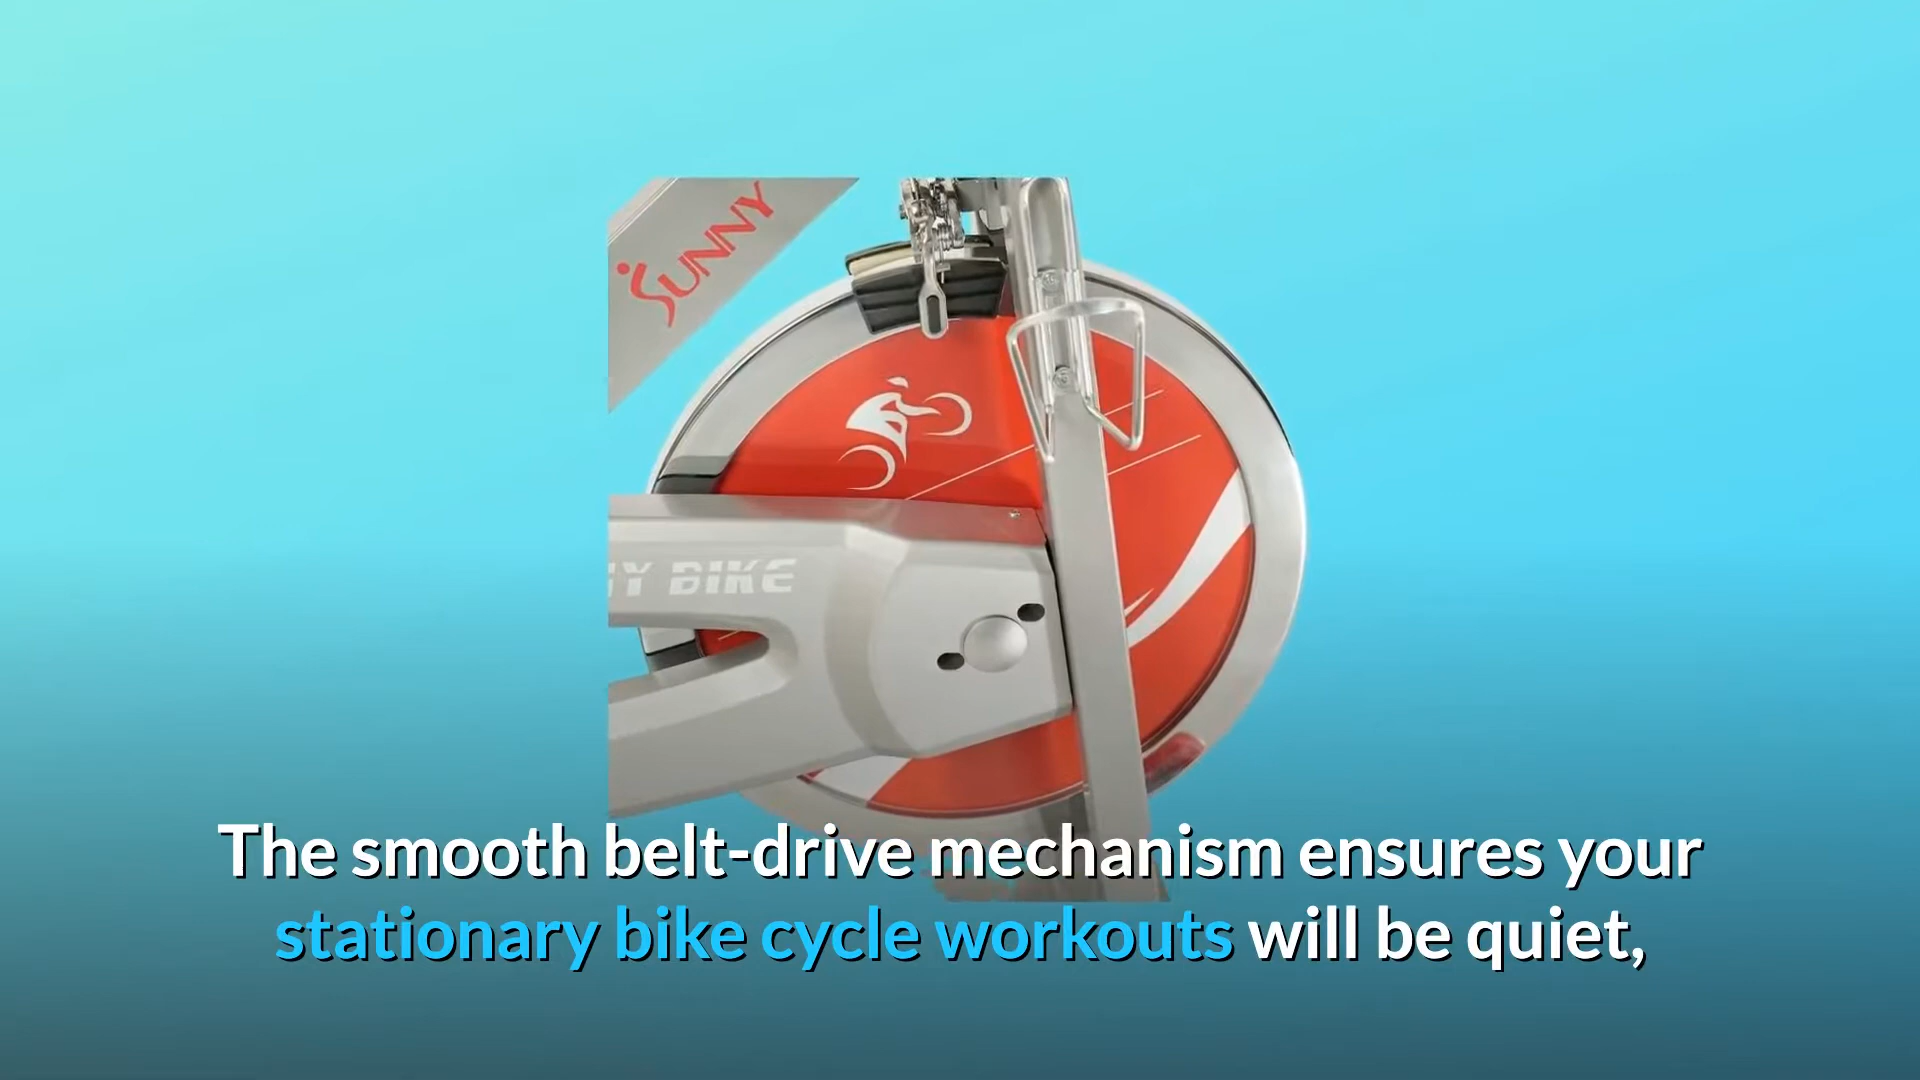 SUNNY
Y BIKE
The smooth belt-drive mechanism ensures your
stationary bike cycle workouts will be quiet,